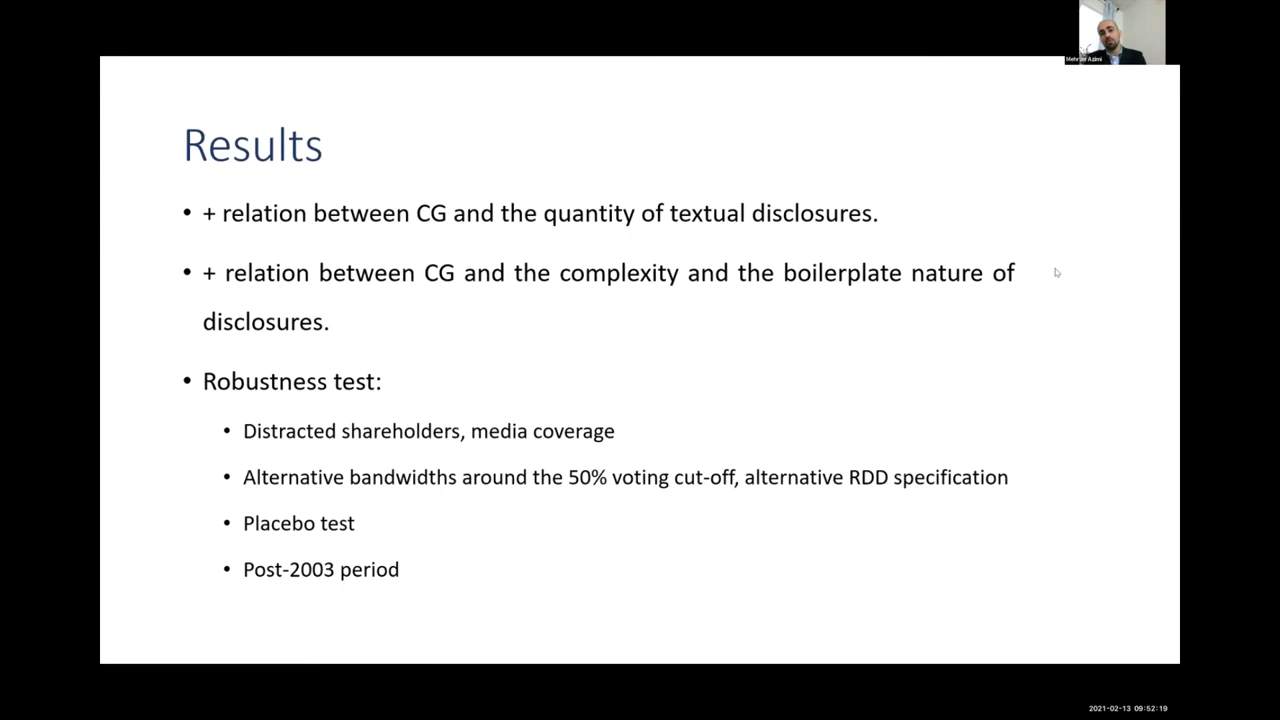 Mehran Azimi
Results
• + relation between CG and the quantity of textual disclosures.
• + relation between CG and the complexity and the boilerplate nature of
disclosures.
• Robustness test:
• Distracted shareholders, media coverage
• Alternative bandwidths around the 50% voting cut-off, alternative RDD specification
• Placebo test
• Post-2003 period
2021-02-13 09:52:19